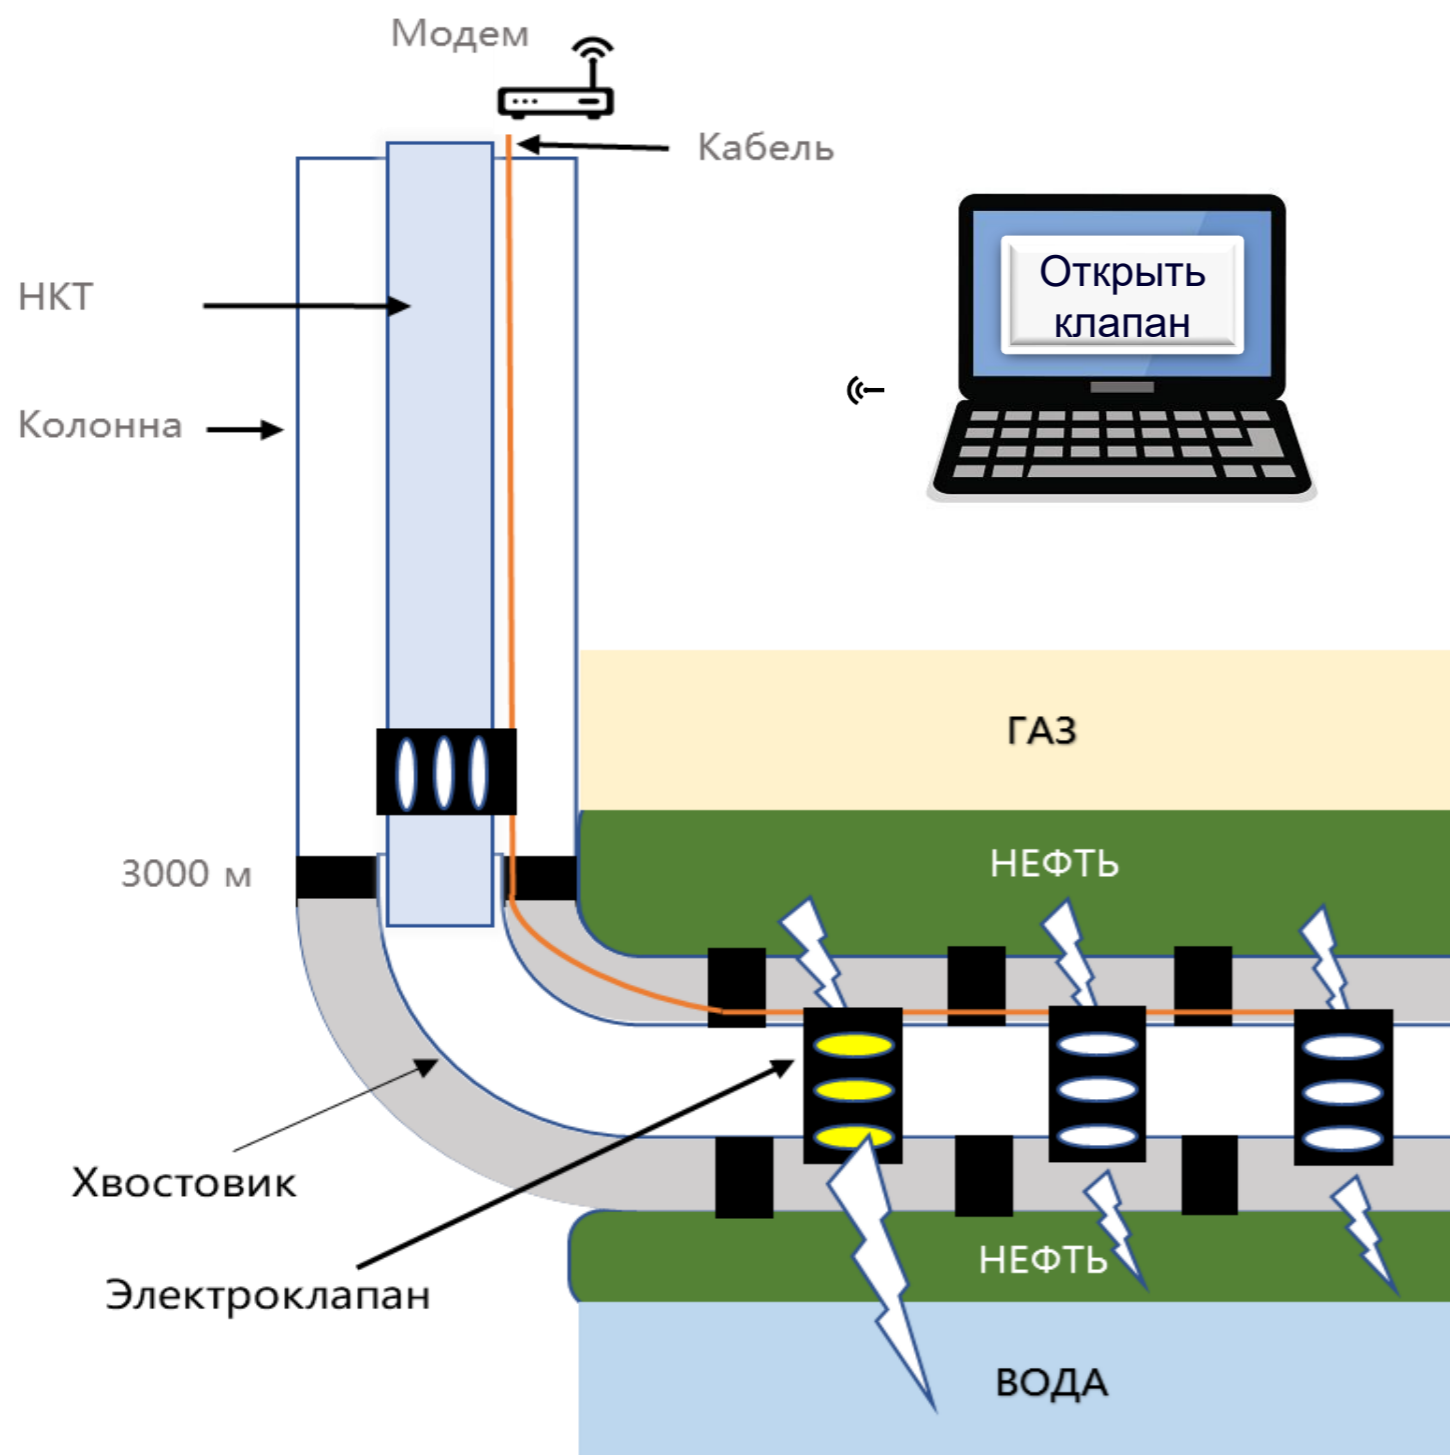 Модем
Кабель
Открыть
клапан
НКТ
Колонна
ГАЗ
НЕФТЬ
3000 м
Хвостовик
НЕФТЬ
Электроклапан
ВОДА